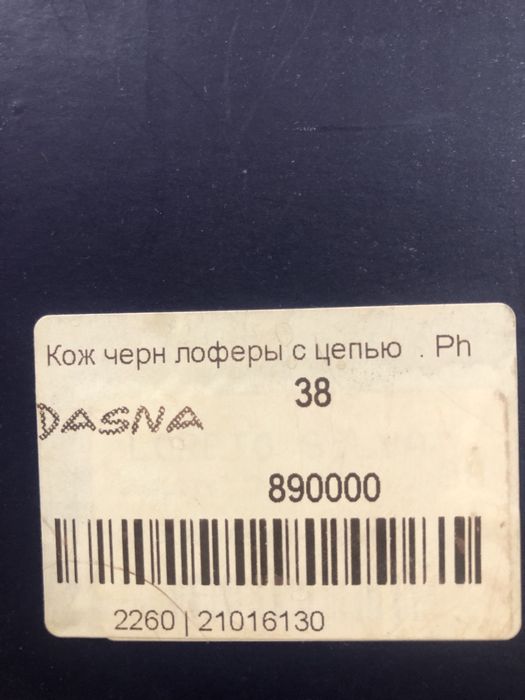 Кож черн лоферы с цепью . Ph
38
DASNA
890000
2260 | 21016130